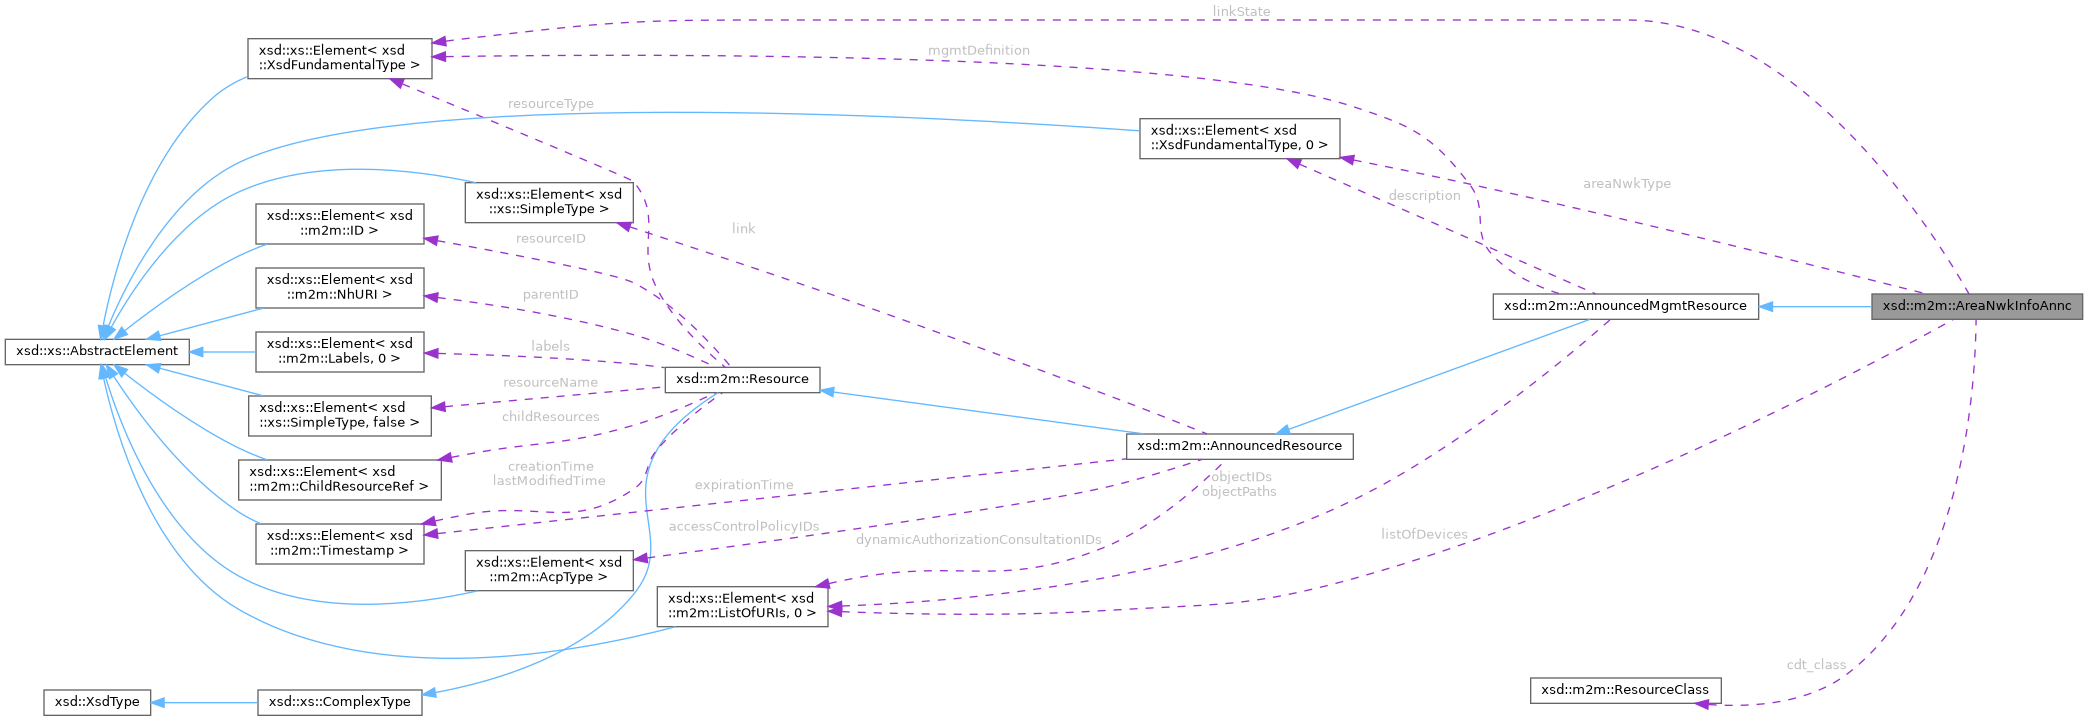 linkState
xsd::xs::Element< xsd
::XsdFundamentalType >
mgmtDefinition
resourceType
xsd::xs::Element< xsd
::XsdFundamentalType, 0 >
areaNwkType
xsd::xs::Element< xsd
::xs::SimpleType >
description
xsd::xs::Element< xsd
::m2m::ID >
link
resourceID
xsd::xs::Element< xsd
::m2m::NhURI >
parentID
xsd::m2m::AnnouncedMgmtResource
xsd::m2m::AreaNwkInfoAnnc
xsd::xs::AbstractElement
xsd::xs::Element< xsd
::m2m::Labels, 0 >
labels
xsd::m2m::Resource
resourceName
xsd::xs::Element< xsd
::xs::SimpleType, false >
childResources
xsd::m2m::AnnouncedResource
xsd::xs::Element< xsd
::m2m::ChildResourceRef >
creationTime
lastModifiedTime
expirationTime
objectIDs
objectPaths
accessControlPolicyIDs
xsd::xs::Element< xsd
::m2m::Timestamp >
dynamicAuthorizationConsultationIDs
listOfDevices
xsd::xs::Element< xsd
::m2m::AcpType >
xsd::xs::Element< xsd
::m2m::ListOfURIs, 0 >
cdt_class
xsd::m2m::ResourceClass
xsd::XsdType
xsd::xs::ComplexType